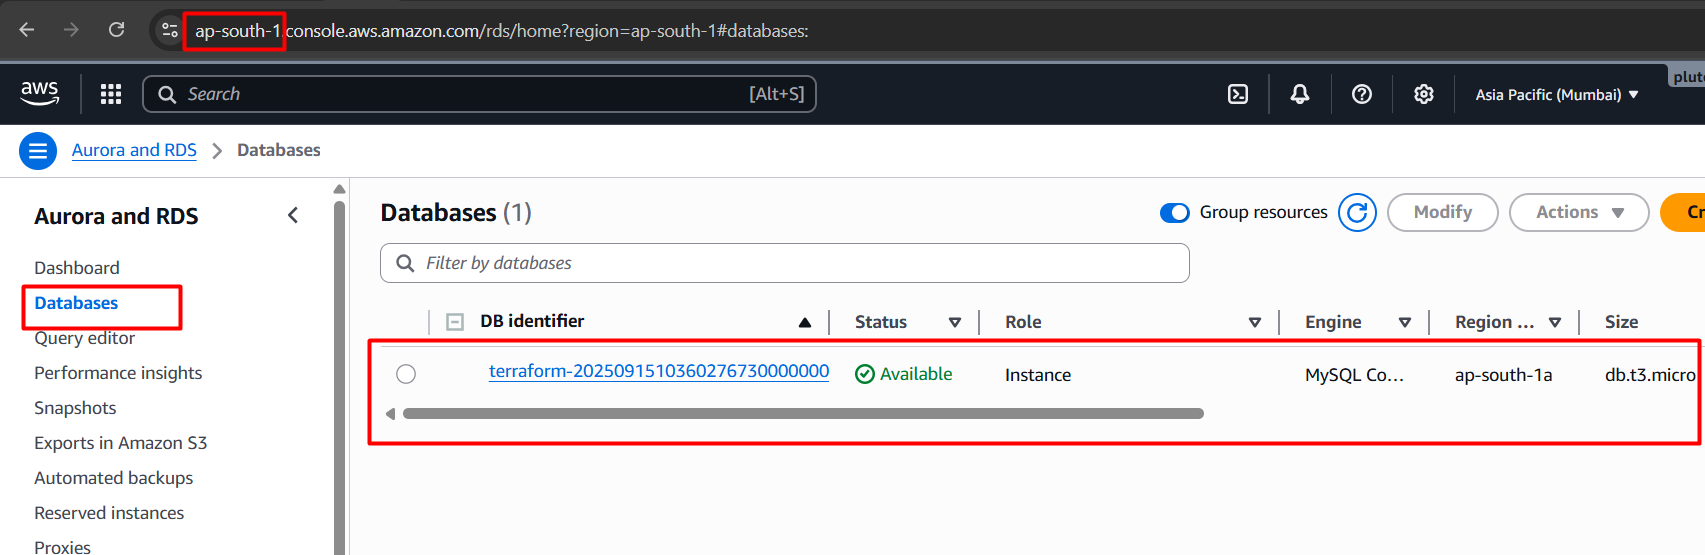 ap-south-1.console.aws.amazon.com/rds/home?region=ap-south-1#databases:
aws
Search [Alt+S]
Asia Pacific (Mumbai)
Aurora and RDS > Databases
Aurora and RDS
Dashboard
Databases
Query editor
Performance insights
Snapshots
Exports in Amazon S3
Automated backups
Reserved instances
Proxies
Databases (1)
Group resources
Modify
Actions
Filter by databases
DB identifier Status Role Engine Region ... Size
terraform-20250915103602767300000000 Available Instance MySQL Co... ap-south-1a db.t3.micro